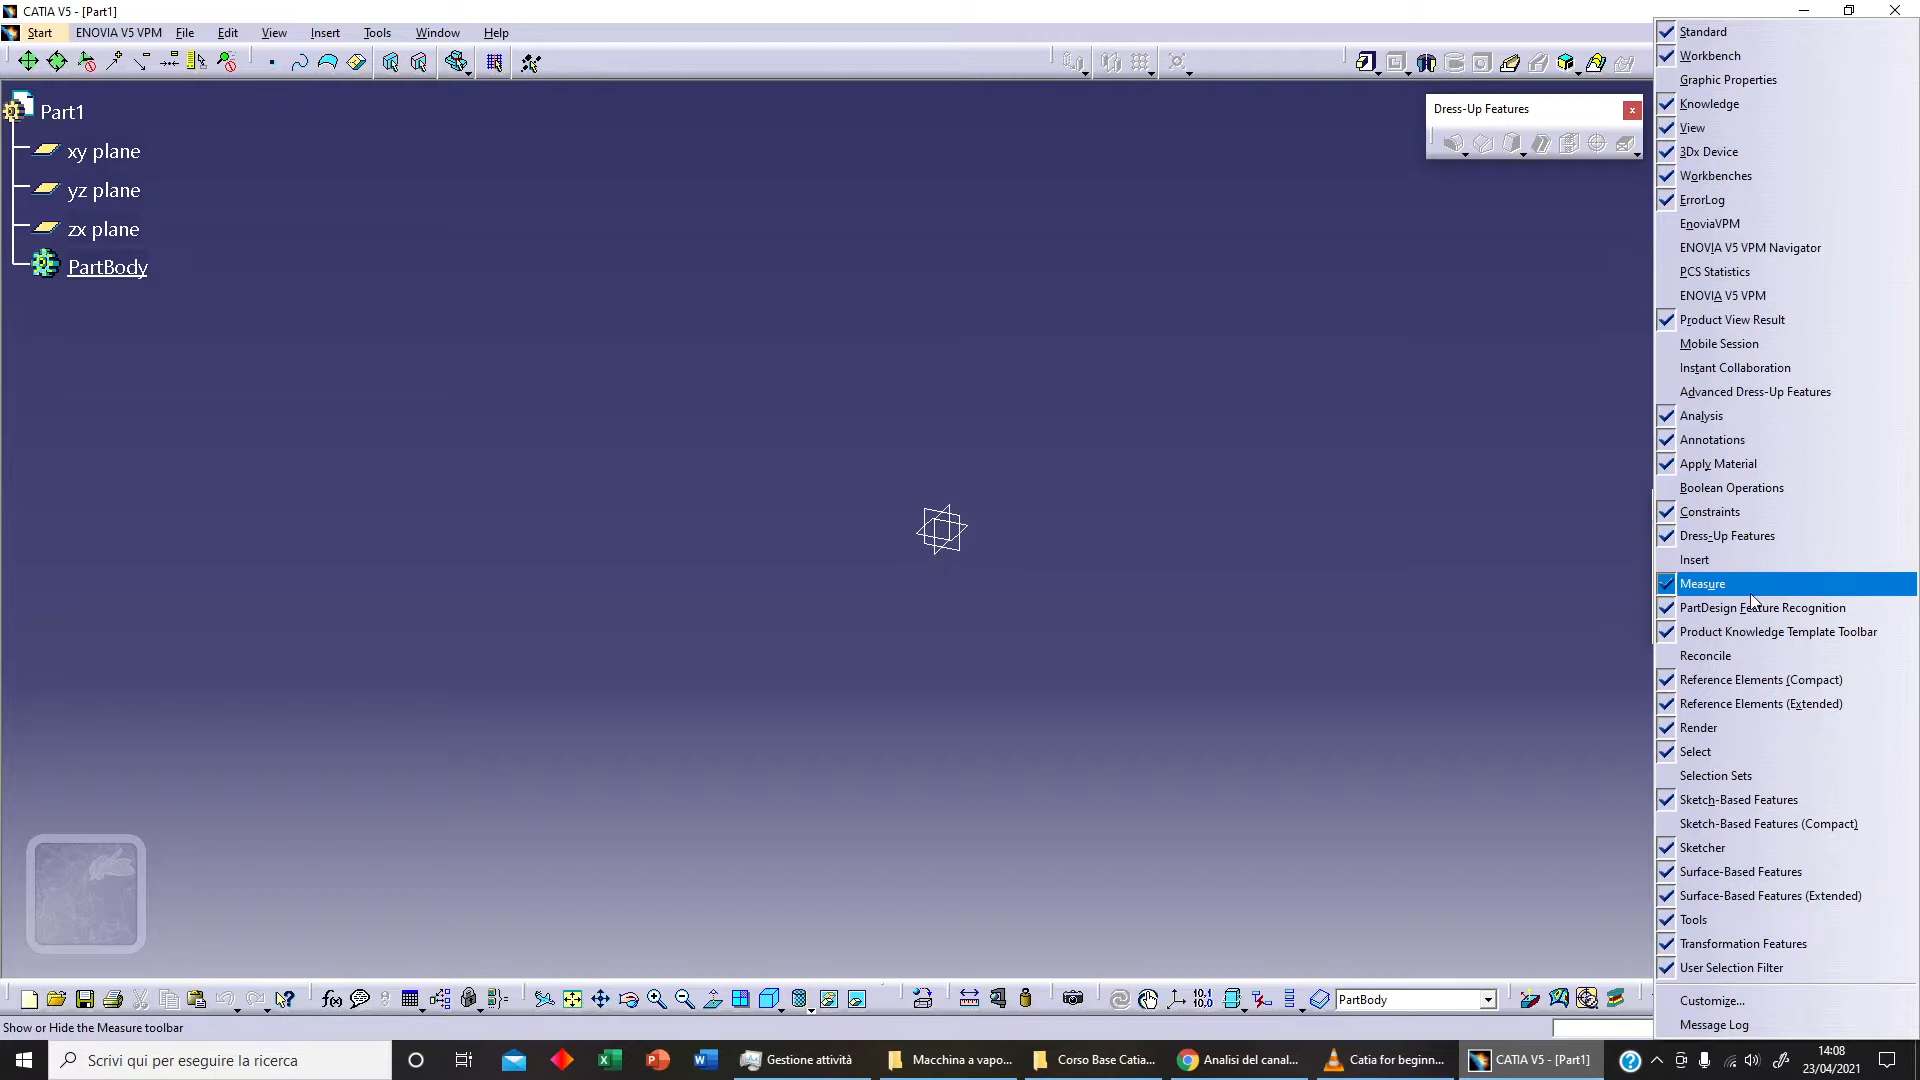 CATIA V5 - [Part1]
Start
ENOVIA V5 VPM
File
Edit
View
Insert
Tools
Window
Help
Part1
xy plane
yz plane
zx plane
PartBody
Dress-Up Features
Standard
Workbench
Graphic Properties
Knowledge
View
3Dx Device
Workbenches
ErrorLog
EnoviaVPM
ENOVIA V5 VPM Navigator
PCS Statistics
ENOVIA V5 VPM
Product View Result
Mobile Session
Instant Collaboration
Advanced Dress-Up Features
Analysis
Annotations
Apply Material
Boolean Operations
Constraints
Dress-Up Features
Insert
Measure
PartDesign Feature Recognition
Product Knowledge Template Toolbar
Reconcile
Reference Elements (Compact)
Reference Elements (Extended)
Render
Select
Selection Sets
Sketch-Based Features
Sketch-Based Features (Compact)
Sketcher
Surface-Based Features
Surface-Based Features (Extended)
Tools
Transformation Features
User Selection Filter
Customize...
Message Log
f(x)
10,1
PartBody
Show or Hide the Measure toolbar
Scrivi qui per eseguire la ricerca
Gestione attività
Macchina a vapo...
Corso Base Catia...
Analisi del canal...
Catia for beginn...
CATIA V5 - [Part1]
14:08
23/04/2021